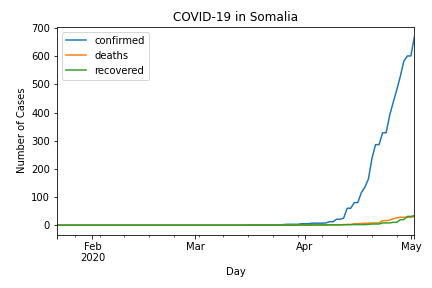 COVID-19 in Somalia
700
600
500
400
300
200
100
0
Number of Cases
confirmed
deaths
recovered
Feb
2020
Mar
Apr
May
Day